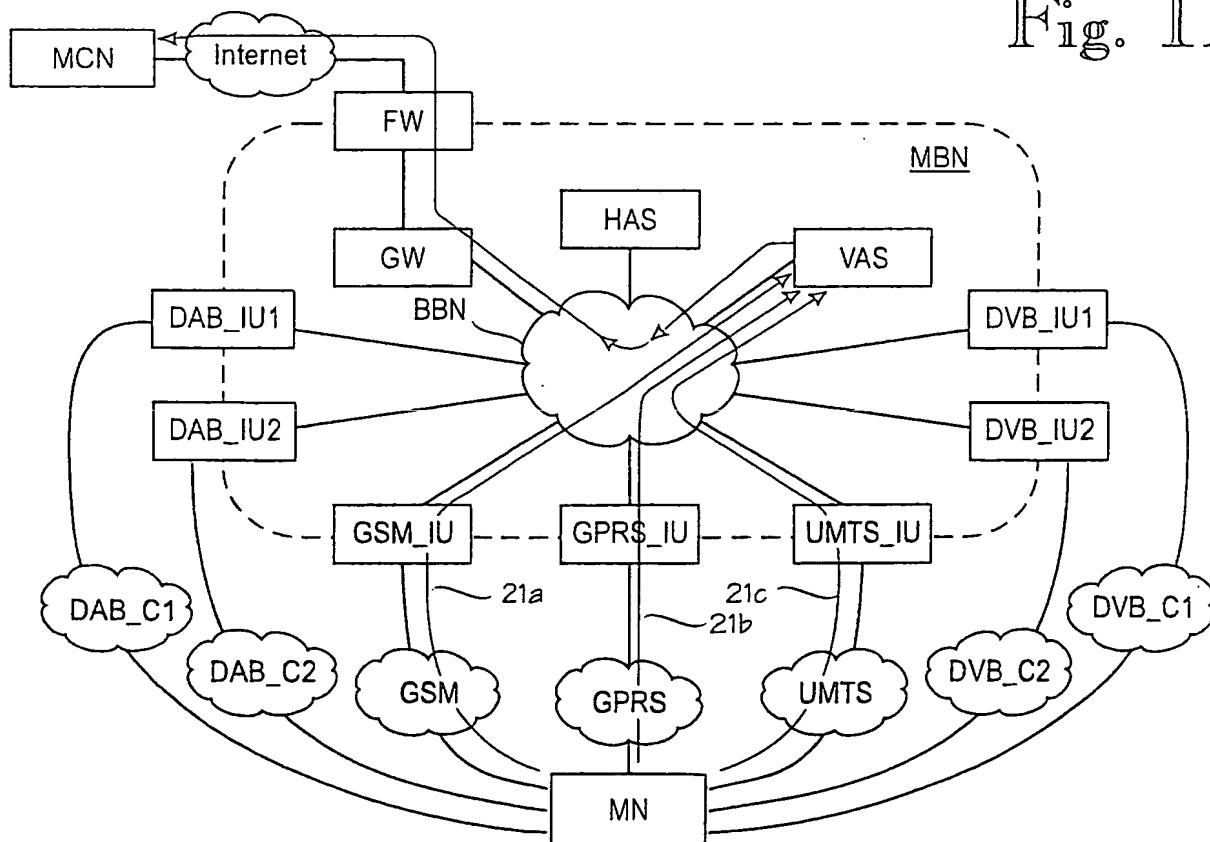 Fig.
MCN
Internet
FW
MBN
HAS
GW
VAS
BBN
DAB_IU1
DVB_IU1
DAB_IU2
DVB_IU2
GSM_IU
GPRS_IU
UMTS_IU
21a
21b
21c
DAB_C1
DVB_C1
DAB_C2
DVB_C2
GSM
GPRS
UMTS
MN